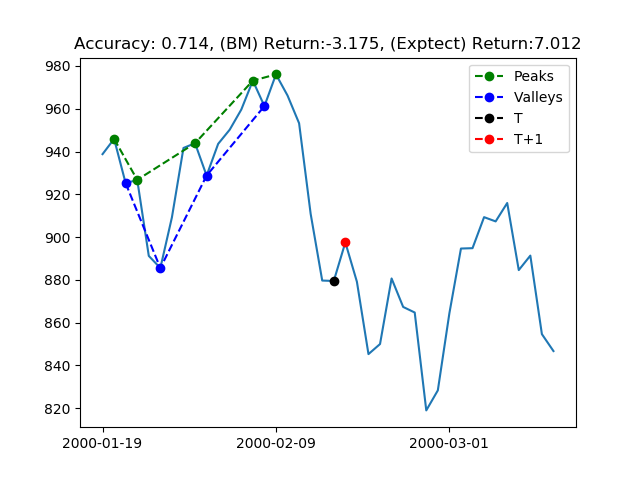 Accuracy: 0.714, (BM) Return:-3.175, (Exptect) Return:7.012
980
960
940
920
900
880
860
840
820
Peaks
Valleys
T
T+1
2000-01-19
2000-02-09
2000-03-01